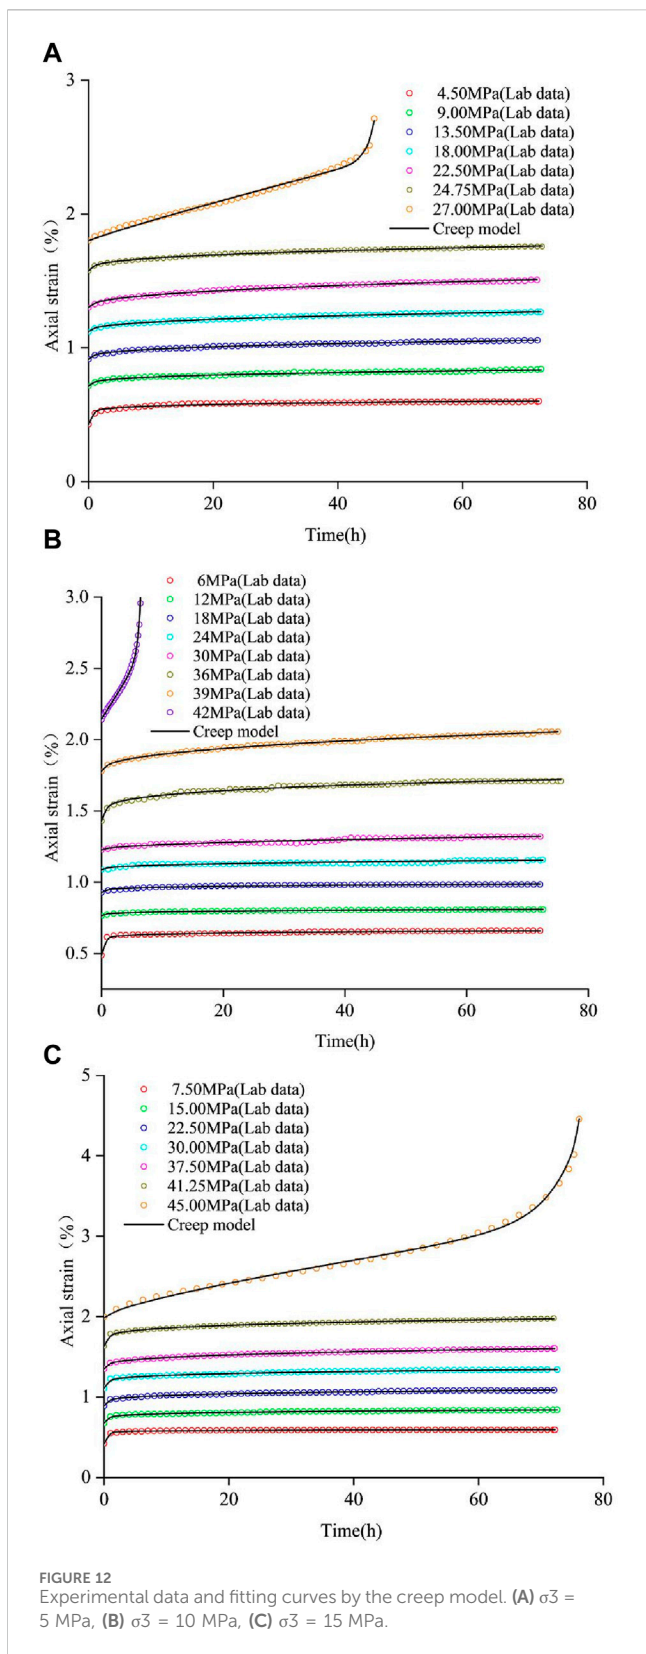 A
3
2
1
0
Axial strain (%)
4.50MPa(Lab data)
9.00MPa(Lab data)
13.50MPa(Lab data)
18.00MPa(Lab data)
22.50MPa(Lab data)
24.75MPa(Lab data)
27.00MPa(Lab data)
Creep model
0 20 40 60 80
Time(h)
B
3.0
2.5
2.0
1.5
1.0
0.5
Axial strain (%)
6MPa(Lab data)
12MPa(Lab data)
18MPa(Lab data)
24MPa(Lab data)
30MPa(Lab data)
36MPa(Lab data)
39MPa(Lab data)
42MPa(Lab data)
Creep model
0 20 40 60 80
Time(h)
C
5
4
3
2
1
0
Axial strain (%)
7.50MPa(Lab data)
15.00MPa(Lab data)
22.50MPa(Lab data)
30.00MPa(Lab data)
37.50MPa(Lab data)
41.25MPa(Lab data)
45.00MPa(Lab data)
Creep model
0 20 40 60 80
Time(h)
FIGURE 12
Experimental data and fitting curves by the creep model. (A) σ3 =
5 MPa, (B) σ3 = 10 MPa, (C) σ3 = 15 MPa.